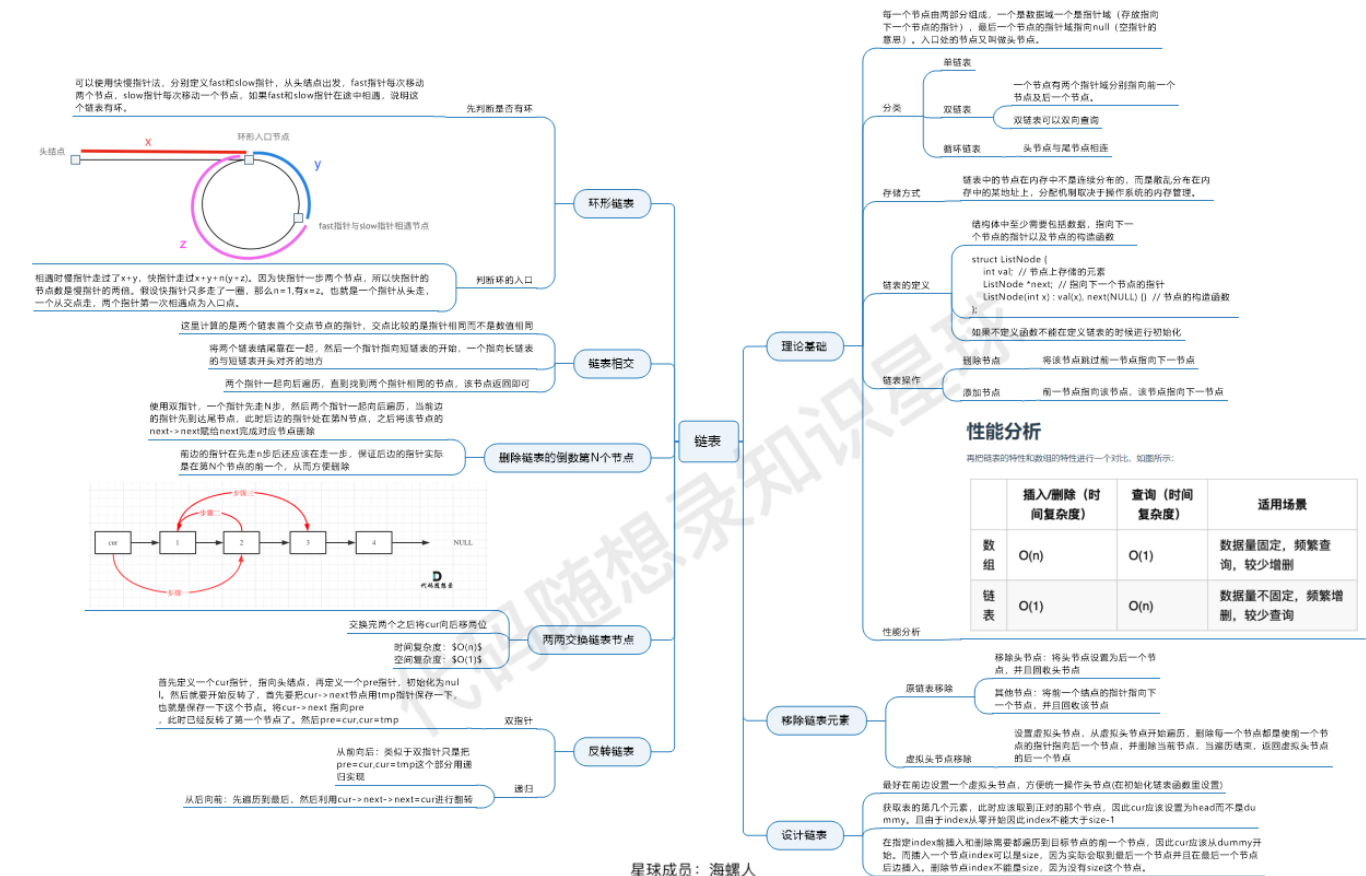 可以使用快慢指针法，分别定义fast和slow指针，从头结点出发，fast指针每次移动
两个节点，slow指针每次移动一个节点，如果fast和slow指针在途中相遇，说明这
个链表有环。
先判断是否有环
环形入口节点
头结点
X
y
z
fast指针与slow指针相遇节点
环形链表
相遇时慢指针走过了x+y，快指针走过x+y+n(y+z)。因为快指针一步两个节点，所以快指针的
节点数是慢指针的两倍。假设快指针只多走了一圈，那么n=1,有x=z。也就是一个指针从头走，
一个从交点走，两个指针第一次相遇点为入口点。
判断环的入口
这里计算的是两个链表首个交点节点的指针，交点比较的是指针相同而不是数值相同
将两个链表结尾靠在一起，然后一个指针指向短链表的开始，一个指向长链表
的与短链表开头对齐的地方
链表相交
两个指针一起向后遍历，直到找到两个指针相同的节点，该节点返回即可
使用双指针，一个指针先走N步，然后两个指针一起向后遍历，当前边
的指针先到达尾节点，此时后边的指针处在第N节点，之后将该节点的
next->next赋给next完成对应节点删除
删除链表的倒数第N个节点
前边的指针在先走n步后还应该在走一步，保证后边的指针实际
是在第N个节点的前一个，从而方便删除
步骤三
步骤二
cur
1
2
3
4
NULL
步骤一
代码随想录
交换完两个之后将cur向后移两位
两两交换链表节点
时间复杂度：$O(n)$
空间复杂度：$O(1)$
首先定义一个cur指针，指向头结点，再定义一个pre指针，初始化为nul
l。然后就要开始反转了，首先要把cur->next节点用tmp指针保存一下，
也就是保存一下这个节点。将cur->next 指向pre
，此时已经反转了第一个节点了。然后pre=cur,cur=tmp
双指针
反转链表
从前向后：类似于双指针只是把
pre=cur,cur=tmp这个部分用递
归实现
递归
从后向前：先遍历到最后，然后利用cur->next->next=cur进行翻转
链表
每一个节点由两部分组成，一个是数据域一个是指针域（存放指向
下一个节点的指针），最后一个节点的指针域指向null（空指针的
意思）。入口处的节点又叫做头节点。
单链表
分类
双链表
一个节点有两个指针域分别指向前一个
节点及后一个节点。
双链表可以双向查询
循环链表
头节点与尾节点相连
存储方式
链表中的节点在内存中不是连续分布的，而是散乱分布在内
存中的某地址上，分配机制取决于操作系统的内存管理。
理论基础
链表的定义
结构体中至少需要包括数据，指向下一
个节点的指针以及节点的构造函数
struct ListNode {
int val; // 节点上存储的元素
ListNode *next; // 指向下一个节点的指针
ListNode(int x) : val(x), next(NULL) {} // 节点的构造函数
};
如果不定义函数不能在定义链表的时候进行初始化
链表操作
删除节点
将该节点跳过前一节点指向下一节点
添加节点
前一节点指向该节点，该节点指向下一节点
性能分析
再把链表的特性和数组的特性进行一个对比，如图所示：
插入/删除（时间复杂度）
查询（时间复杂度）
适用场景
数组
O(n)
O(1)
数据量固定，频繁查
询，较少增删
链表
O(1)
O(n)
数据量不固定，频繁增
删，较少查询
性能分析
移除链表元素
原链表移除
移除头节点：将头节点设置为后一个节
点，并且回收头节点
其他节点：将前一个结点的指针指向下
一个节点，并且回收该节点
虚拟头节点移除
设置虚拟头节点，从虚拟头节点开始遍历，删除每一个节点都是使前一个节
点的指针指向后一个节点，并删除当前节点，当遍历结束，返回虚拟头节点
的后一个节点
设计链表
最好在前边设置一个虚拟头节点，方便统一操作头节点(在初始化链表函数里设置)
获取表的第几个元素，此时应该取到正对的那个节点，因此cur应该设置为head而不是du
mmy。且由于index从零开始因此index不能大于size-1
在指定index前插入和删除需要都遍历到目标节点的前一个节点，因此cur应该从dummy开
始。而插入一个节点index可以是size，因为实际会取到最后一个节点并且在最后一个节点
后边插入。删除节点index不能是size，因为没有size这个节点。
代码随想录知识星球
星球成员：海螺人